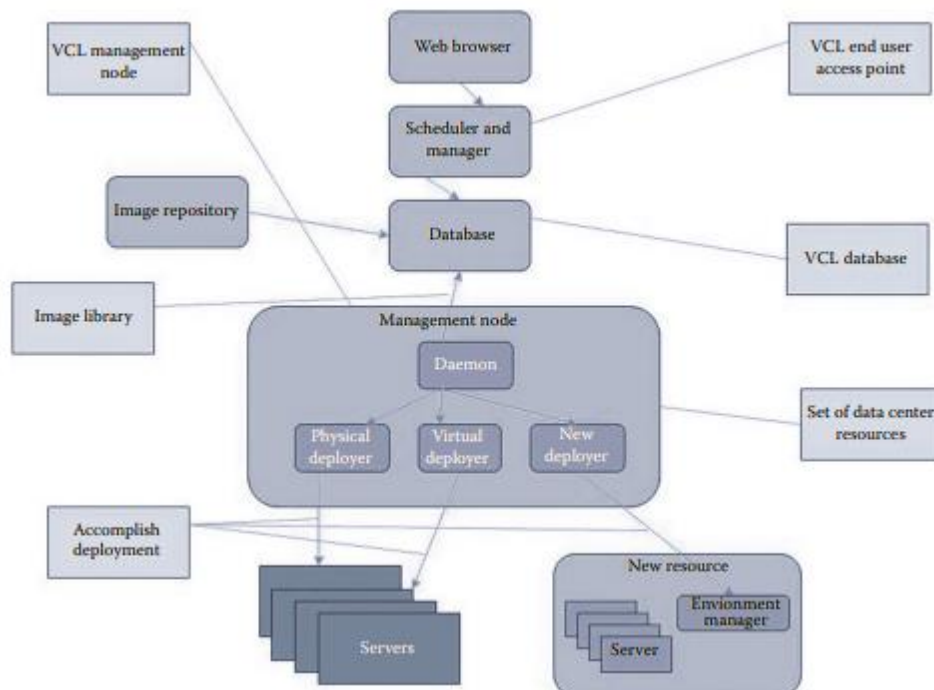 VCL management
node
Web browser
VCL end user
access point
Scheduler and
manager
Image repository
Database
VCL database
Image library
Management node
Daemon
Set of data center
resources
Physical
deployer
Virtual
deployer
New
deployer
Accomplish
deployment
New resource
Envionment
manager
Servers
Server